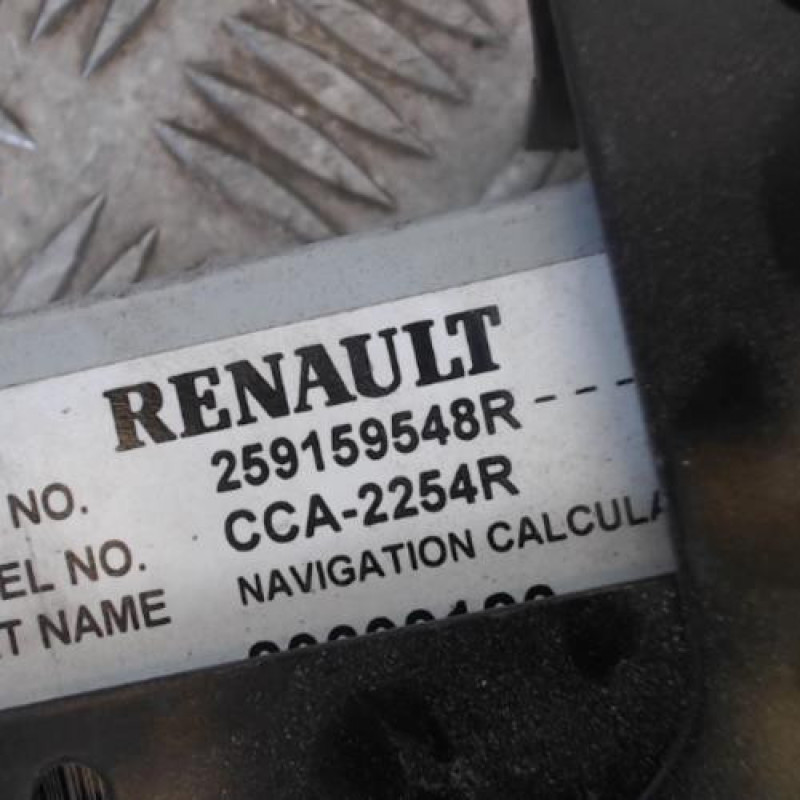 RENAULT
NO. 259159548R---
EL NO. CCA-2254R
T NAME NAVIGATION CALCULA